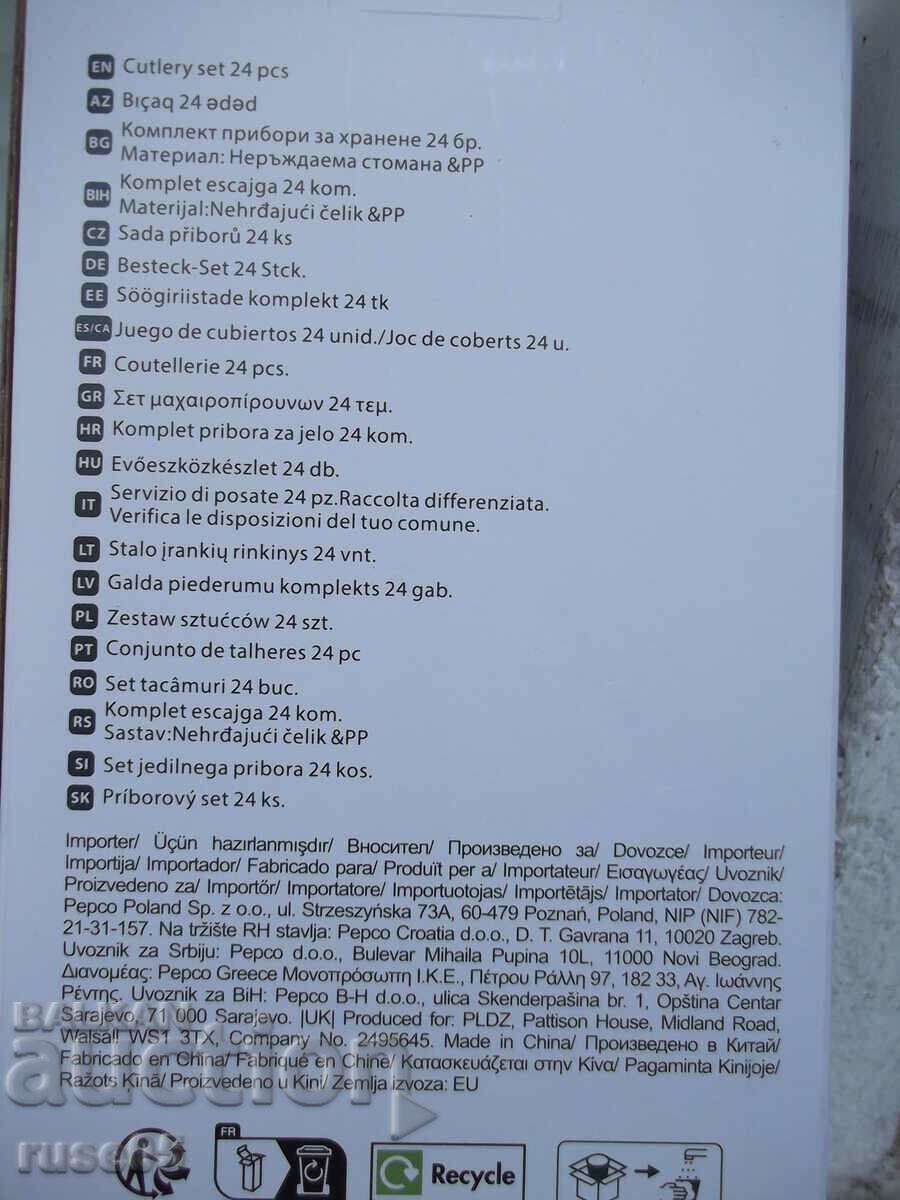 EN Cutlery set 24 pcs
AZ Bıçaq 24 ədəd
BG Комплект прибори за хранене 24 бр.
Материал: Неръждаема стомана &PP
BIH Komplet escajga 24 kom.
Materijal:Nehrđajući čelik &PP
CZ Sada příborů 24 ks
DE Besteck-Set 24 Stck.
EE Söögiriistade komplekt 24 tk
ES/CA Juego de cubiertos 24 unid./Joc de coberts 24 u.
FR Coutellerie 24 pcs.
GR Σετ μαχαιροπίρουνων 24 τεμ.
HR Komplet pribora za jelo 24 kom.
HU Evőeszközkészlet 24 db.
IT Servizio di posate 24 pz.Raccolta differenziata.
Verifica le disposizioni del tuo comune.
LT Stalo įrankių rinkinys 24 vnt.
LV Galda piederumu komplekts 24 gab.
PL Zestaw sztućców 24 szt.
PT Conjunto de talheres 24 pc
RO Set tacâmuri 24 buc.
RS Komplet escajga 24 kom.
Sastav:Nehrđajući čelik &PP
SI Set jedilnega pribora 24 kos.
SK Príborový set 24 ks.
Importer/ Üçün hazırlanmışdır/ Вносител/ Произведено за/ Dovozce/ Importeur/
Importija/ Importador/ Fabricado para/ Produït per a/ Importateur/ Εισαγωγέας/ Uvoznik/
Proizvedeno za/ Importőr/ Importatore/ Importuotojas/ Importētājs/ Importator/ Dovozca:
Pepco Poland Sp. z o.o., ul. Strzeszyńska 73A, 60-479 Poznań, Poland, NIP (NIF) 782-
21-31-157. Na tržište RH stavlja: Pepco Croatia d.o.o., D. T. Gavrana 11, 10020 Zagreb.
Uvoznik za Srbiju: Pepco d.o.o., Bulevar Mihaila Pupina 10L, 11000 Novi Beograd.
Διανομέας: Pepco Greece Μονοπρόσωπη Ι.Κ.Ε., Πέτρου Ράλλη 97, 182 33, Αγ. Ιωάννης
Ρέντης. Uvoznik za BiH: Pepco B-H d.o.o., ulica Skenderpašina br. 1, Opština Centar
Sarajevo, 71 000 Sarajevo. |UK| Produced for: PLDZ, Pattison House, Midland Road,
Walsall WS1 3TX, Company No. 2495645. Made in China/ Произведено в Китай/
Fabricado en China/ Fabriqué en Chine/ Κατασκευάζεται στην Κίνα/ Pagaminta Kinijoje/
Ražots Ķīnā/ Proizvedeno u Kini/ Zemlja izvoza: EU
BALKAN
auction
ruse85
FR
Recycle